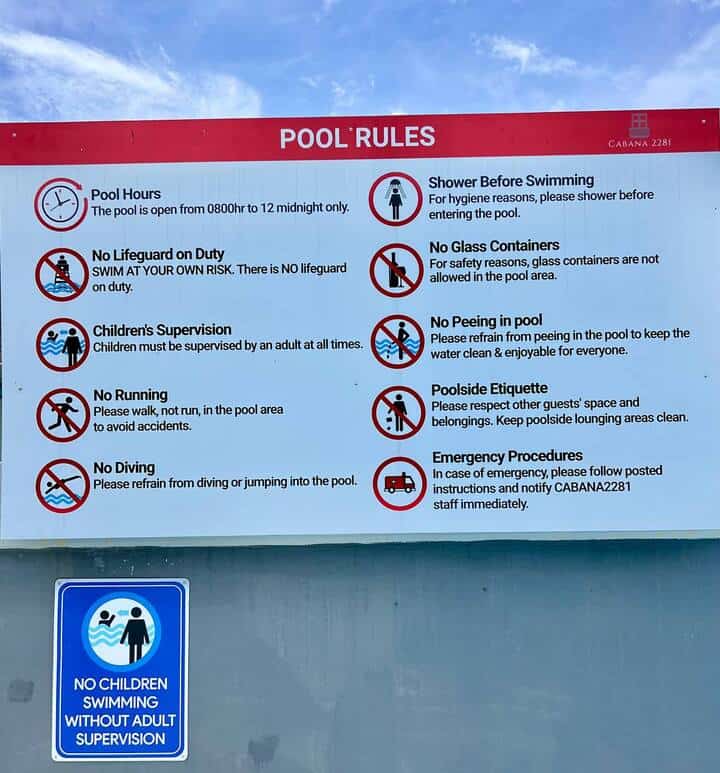 POOL RULES
CABANA 2281
Pool Hours
The pool is open from 0800hr to 12 midnight only.
No Lifeguard on Duty
SWIM AT YOUR OWN RISK. There is NO lifeguard
on duty.
Children's Supervision
Children must be supervised by an adult at all times.
No Running
Please walk, not run, in the pool area
to avoid accidents.
No Diving
Please refrain from diving or jumping into the pool.
Shower Before Swimming
For hygiene reasons, please shower before
entering the pool.
No Glass Containers
For safety reasons, glass containers are not
allowed in the pool area.
No Peeing in pool
Please refrain from peeing in the pool to keep the
water clean & enjoyable for everyone.
Poolside Etiquette
Please respect other guests' space and
belongings. Keep poolside lounging areas clean.
Emergency Procedures
In case of emergency, please follow posted
instructions and notify CABANA2281
staff immediately.
NO CHILDREN
SWIMMING
WITHOUT ADULT
SUPERVISION